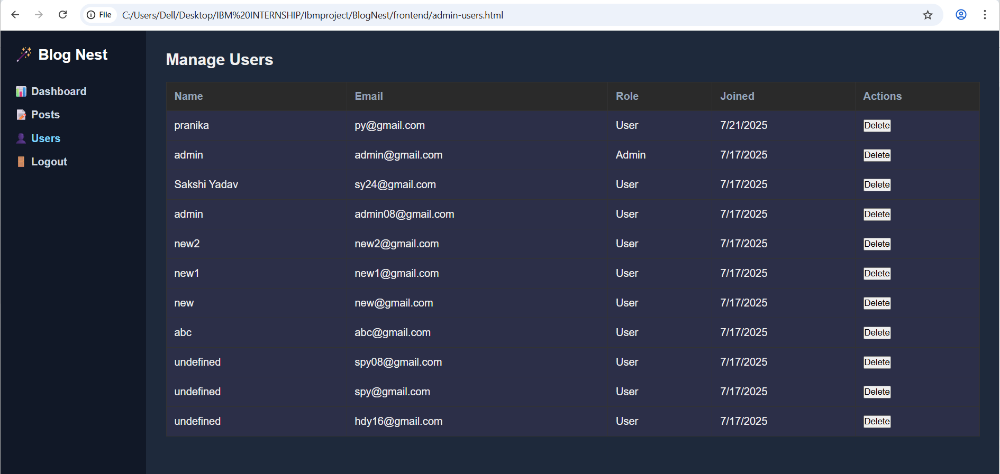 File C:/Users/Dell/Desktop/IBM%20INTERNSHIP/Ibmproject/BlogNest/frontend/admin-users.html
Blog Nest
Dashboard
Posts
Users
Logout
Manage Users
Name Email Role Joined Actions
pranika py@gmail.com User 7/21/2025 Delete
admin admin@gmail.com Admin 7/17/2025 Delete
Sakshi Yadav sy24@gmail.com User 7/17/2025 Delete
admin admin08@gmail.com User 7/17/2025 Delete
new2 new2@gmail.com User 7/17/2025 Delete
new1 new1@gmail.com User 7/17/2025 Delete
new new@gmail.com User 7/17/2025 Delete
abc abc@gmail.com User 7/17/2025 Delete
undefined spy08@gmail.com User 7/17/2025 Delete
undefined spy@gmail.com User 7/17/2025 Delete
undefined hdy16@gmail.com User 7/17/2025 Delete